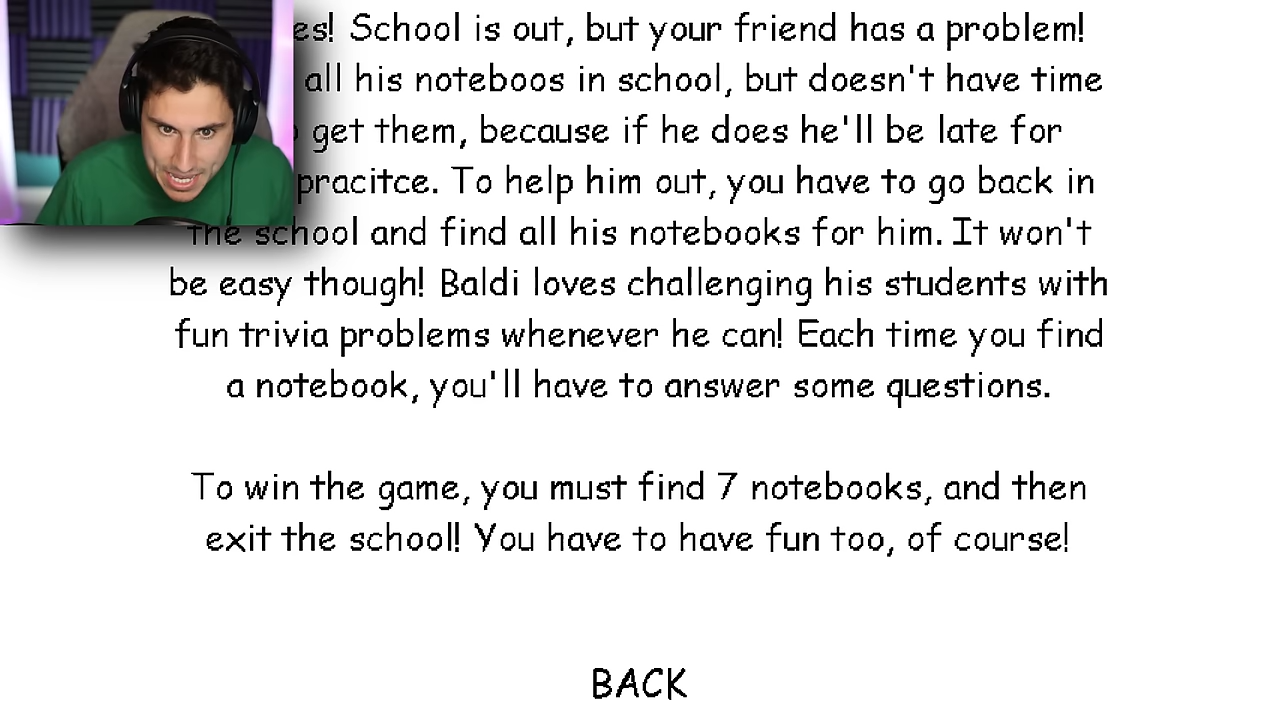 es! School is out, but your friend has a problem!
all his noteboos in school, but doesn't have time
get them, because if he does he'll be late for
pracitce. To help him out, you have to go back in
the school and find all his notebooks for him. It won't
be easy though! Baldi loves challenging his students with
fun trivia problems whenever he can! Each time you find
a notebook, you'll have to answer some questions.
To win the game, you must find 7 notebooks, and then
exit the school! You have to have fun too, of course!
BACK